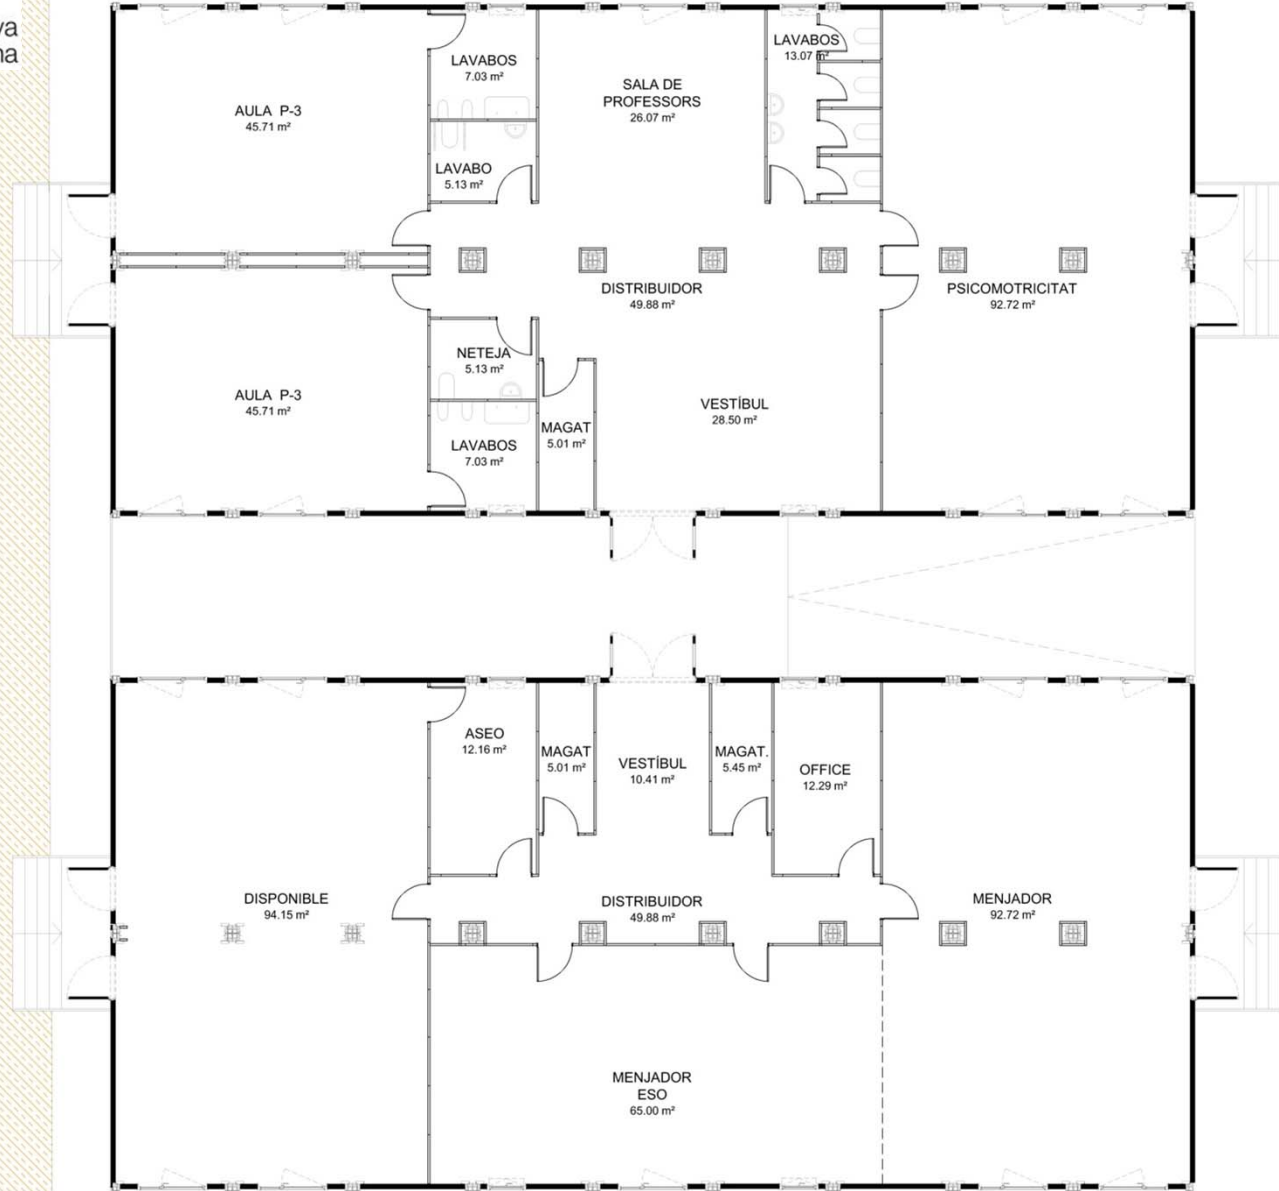 va
na
AULA P-3
45.71 m²
LAVABOS
7.03 m²
LAVABO
5.13 m²
SALA DE
PROFESSORS
26.07 m²
LAVABOS
13.07 m²
DISTRIBUIDOR
49.88 m²
PSICOMOTRICITAT
92.72 m²
AULA P-3
45.71 m²
NETEJA
5.13 m²
LAVABOS
7.03 m²
MAGAT
5.01 m²
VESTÍBUL
28.50 m²
ASEO
12.16 m²
MAGAT
5.01 m²
VESTÍBUL
10.41 m²
MAGAT.
5.45 m²
OFFICE
12.29 m²
DISPONIBLE
94.15 m²
DISTRIBUIDOR
49.88 m²
MENJADOR
92.72 m²
MENJADOR
ESO
65.00 m²